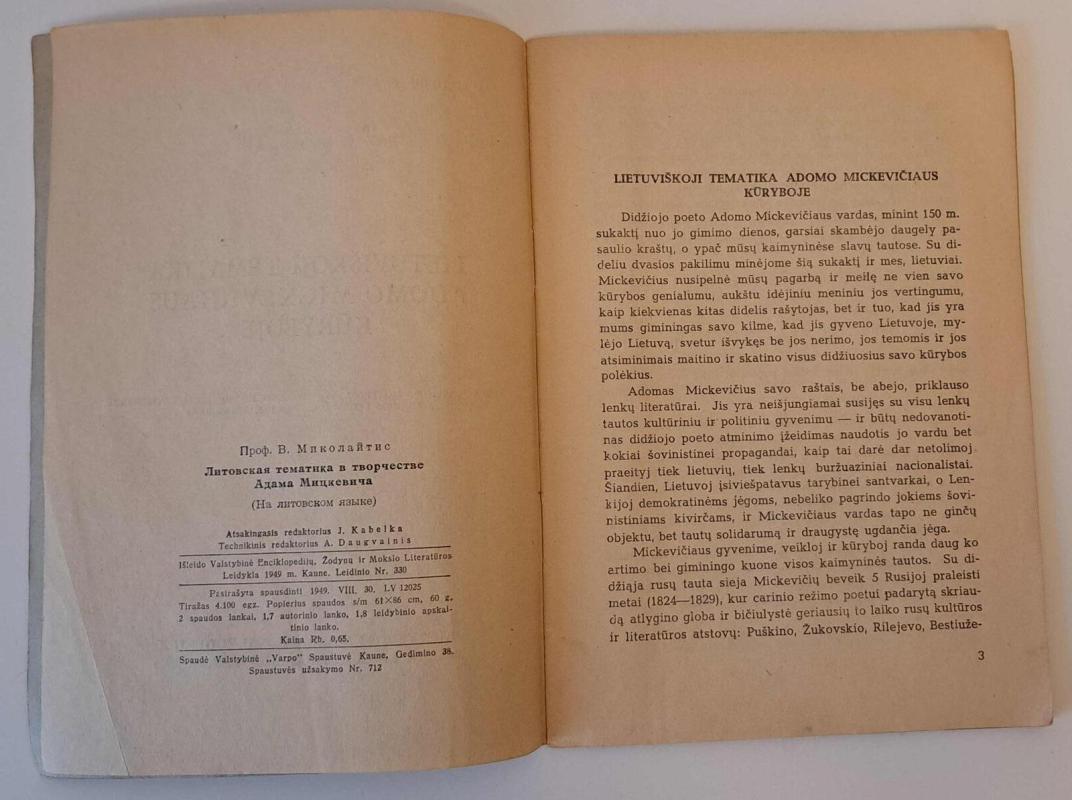 Проф. В. Миколайтис
Литовская тематика в творчестве
Адама Мицкевича
(На литовском языке)
Atsakingasis redaktorius J. Kabelka
Technikinis redaktorius A. Daugvainis
Išleido Valstybinė Enciklopedijų, Žodynų ir Mokslo Literatūros
Leidykla 1949 m. Kaune. Leidinio Nr. 330
Pasirašyta spausdinti 1949. VIII. 30. LV 12025
Tiražas 4.100 egz. Popierius spaudos s/m 61×86 cm, 60 g,
2 spaudos lankai, 1,7 autorinio lanko, 1,8 leidybinio apskai-
tinio lanko.
Kaina Rb. 0,65.
Spaudė Valstybinė „Varpo" Spaustuvė Kaune, Gedimino 38.
Spaustuvės užsakymo Nr. 712
LIETUVIŠKOJI TEMATIKA ADOMO MICKEVIČIAUS
KŪRYBOJE
Didžiojo poeto Adomo Mickevičiaus vardas, minint 150 m.
sukaktį nuo jo gimimo dienos, garsiai skambėjo daugely pa-
saulio kraštų, o ypač mūsų kaimyninėse slavų tautose. Su di-
deliu dvasios pakilimu minėjome šią sukaktį ir mes, lietuviai.
Mickevičius nusipelnė mūsų pagarbą ir meilę ne vien savo
kūrybos genialumu, aukštu idėjiniu meniniu jos vertingumu,
kaip kiekvienas kitas didelis rašytojas, bet ir tuo, kad jis yra
mums giminingas savo kilme, kad jis gyveno Lietuvoje, my-
lėjo Lietuvą, svetur išvykęs be jos nerimo, jos temomis ir jos
atsiminimais maitino ir skatino visus didžiuosius savo kūrybos
polėkius.
Adomas Mickevičius savo raštais, be abejo, priklauso
lenkų literatūrai. Jis yra neišjungiamai susijęs su visu lenkų
tautos kultūriniu ir politiniu gyvenimu — ir būtų nedovanoti-
nas didžiojo poeto atminimo įžeidimas naudotis jo vardu bet
kokiai šovinistinei propagandai, kaip tai darė dar netolimoj
praeityj tiek lietuvių, tiek lenkų buržuaziniai nacionalistai.
Šiandien, Lietuvoj įsiviešpatavus tarybinei santvarkai, o Len-
kijoj demokratinėms jėgoms, nebeliko pagrindo jokiems šovi-
nistiniams kivirčams, ir Mickevičiaus vardas tapo ne ginčų
objektu, bet tautų solidarumą ir draugystę ugdančia jėga.
Mickevičiaus gyvenime, veikloj ir kūryboj randa daug ko
artimo bei giminingo kuone visos kaimyninės tautos. Su di-
džiąja rusų tauta sieja Mickevičių beveik 5 Rusijoj praleisti
metai (1824—1829), kur carinio režimo poetui padarytą skriau-
dą atlygino globa ir bičiulystė geriausių to laiko rusų kultūros
ir literatūros atstovų: Puškino, Žukovskio, Rilejevo, Bestiuže-
3